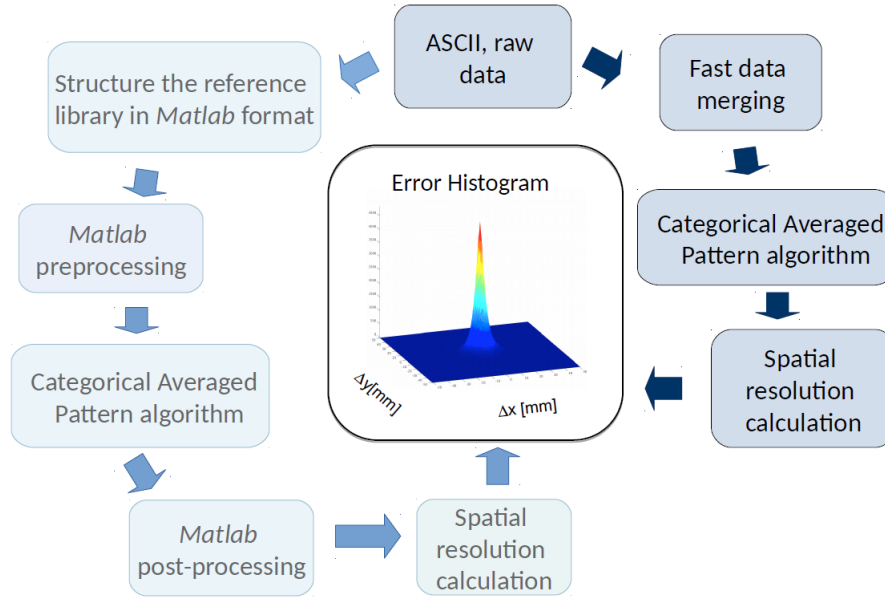 ASCII, raw
data
Structure the reference
library in Matlab format
Fast data
merging
Matlab
preprocessing
Categorical Averaged
Pattern algorithm
Error Histogram
Δy[mm]
Δx [mm]
Categorical Averaged
Pattern algorithm
Spatial
resolution
calculation
Matlab
post-processing
Spatial
resolution
calculation